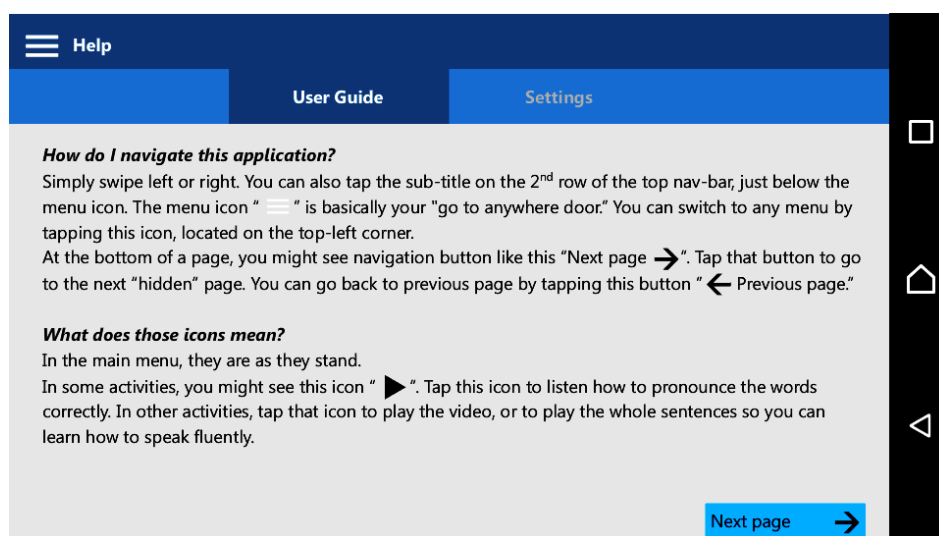 Help
User Guide
Settings
How do I navigate this application?
Simply swipe left or right. You can also tap the sub-title on the 2nd row of the top nav-bar, just below the
menu icon. The menu icon “ ” is basically your "go to anywhere door.” You can switch to any menu by
tapping this icon, located on the top-left corner.
At the bottom of a page, you might see navigation button like this “Next page →”. Tap that button to go
to the next “hidden” page. You can go back to previous page by tapping this button “ ← Previous page.”
What does those icons mean?
In the main menu, they are as they stand.
In some activities, you might see this icon “ ▶ ”. Tap this icon to listen how to pronounce the words
correctly. In other activities, tap that icon to play the video, or to play the whole sentences so you can
learn how to speak fluently.
Next page →